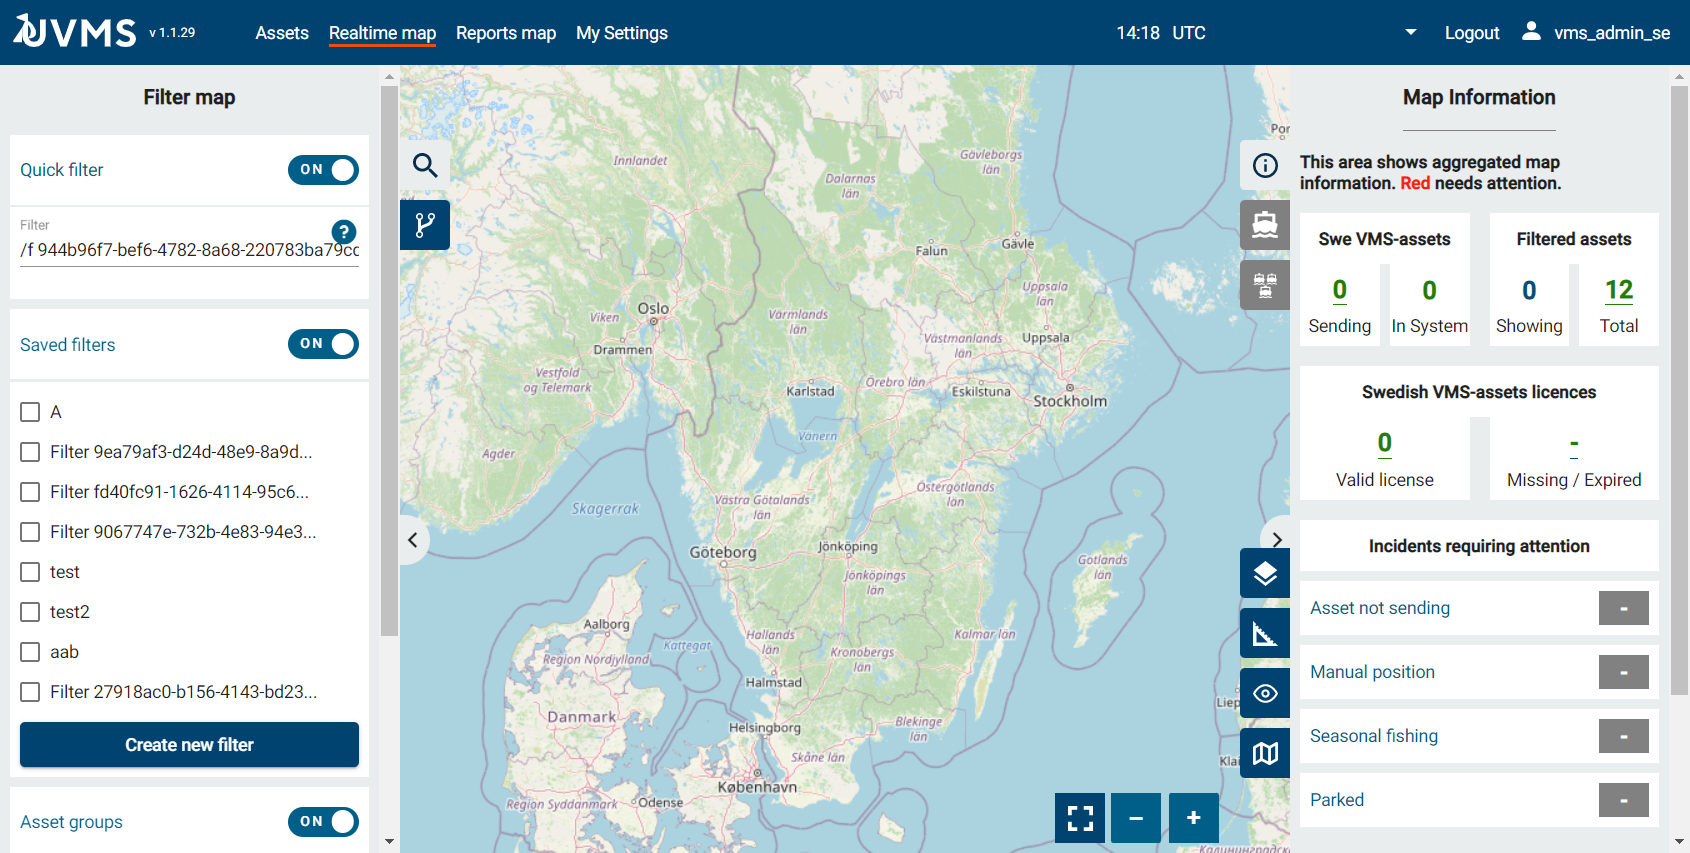 UVMS v 1.1.29
Assets
Realtime map
Reports map
My Settings
14:18 UTC
Logout
vms_admin_se
Filter map
Quick filter
ON
Filter
?
/f 944b96f7-bef6-4782-8a68-220783ba79cc
Saved filters
ON
A
Filter 9ea79af3-d24d-48e9-8a9d...
Filter fd40fc91-1626-4114-95c6...
Filter 9067747e-732b-4e83-94e3...
test
test2
aab
Filter 27918ac0-b156-4143-bd23...
Create new filter
Asset groups
ON
Innlandet
Dalarnas
län
Gävleborgs
län
Por
Falun
Gävle
Oslo
Viken
Drammen
Värmlands
län
Uppsala
län
Västmanlands
län
Uppsala
Vestfold
og Telemark
Karlstad
Örebro län
Eskilstuna
Stockholm
Vänern
Agder
Skagerrak
Västra Götalands
län
Östergötlands
län
Göteborg
Jönköping
Jönköpings
län
Gotlands
län
Aalborg
Region Nordjylland
Kattegat
Hallands
län
Kronobergs
län
Kalmar län
Halmstad
Danmark
Helsingborg
Blekinge
län
Skåne län
København
Region Syddanmark
Odense
Liep
Klai
Калининградская
Map Information
This area shows aggregated map
information. Red needs attention.
Swe VMS-assets
0
Sending
0
In System
Filtered assets
0
Showing
12
Total
Swedish VMS-assets licences
0
Valid license
-
Missing / Expired
Incidents requiring attention
Asset not sending -
Manual position -
Seasonal fishing -
Parked -